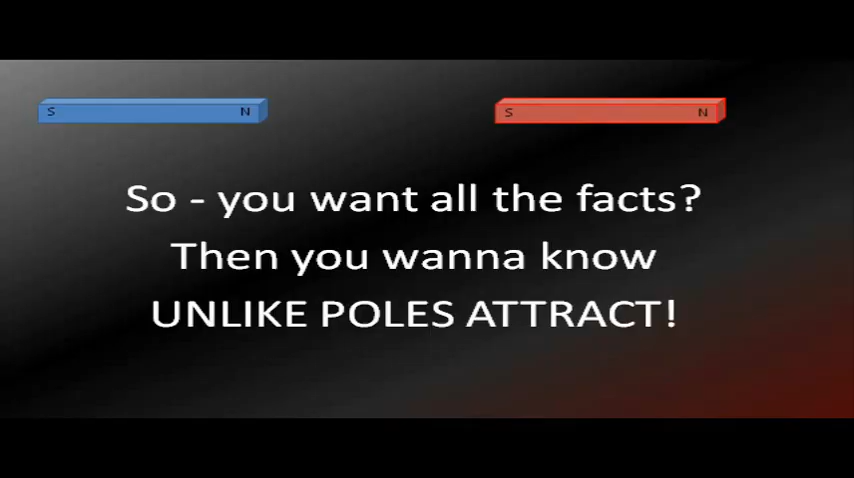 S N S N
So - you want all the facts?
Then you wanna know
UNLIKE POLES ATTRACT!